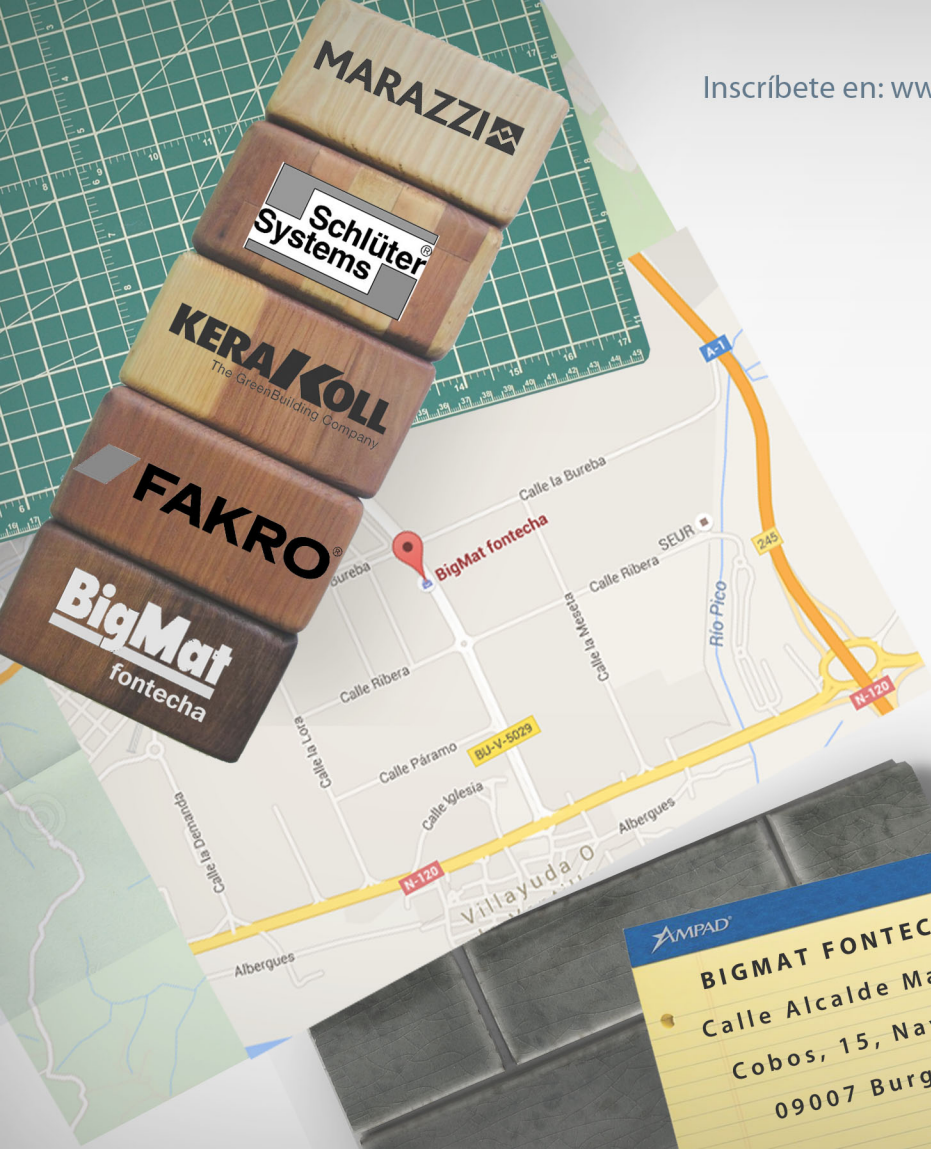 MARAZZI
Inscríbete en: ww
Schlüter®
Systems
KERAKOLL
The GreenBuilding Company
FAKRO®
BigMat
fontecha
A-1
Calle la Bureba
BigMat fontecha
SEUR
245
Bureba
Calle Ribera
Calle la Meseta
Río Pico
Calle Ribera
N-120
Calle la Lora
BU-V-5029
Calle Páramo
Calle Iglesia
Calle la Demanda
Albergues
N-120
Villayuda O
Albergues
AMPAD®
BIGMAT FONTEC
Calle Alcalde Ma
Cobos, 15, Na
09007 Burg